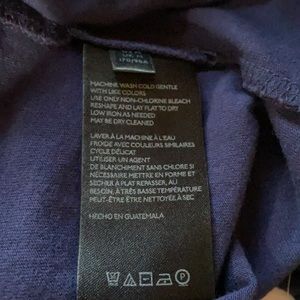 170/96A
MACHINE WASH COLD GENTLE
WITH LIKE COLORS
USE ONLY NON-CHLORINE BLEACH
RESHAPE AND LAY FLAT TO DRY
LOW IRON AS NEEDED
MAY BE DRY CLEANED
LAVER À LA MACHINE À L'EAU
FROIDE AVEC COULEURS SIMILAIRES
CYCLE DÉLICAT
UTILISER UN AGENT
DE BLANCHIMENT SANS CHLORE SI
NÉCESSAIRE METTRE EN FORME ET
SÉCHER À PLAT REPASSER, AU
BESOIN, À TRÈS BASSE TEMPÉRATURE
PEUT-ÊTRE NETTOYÉE À SEC
HECHO EN GUATEMALA
P